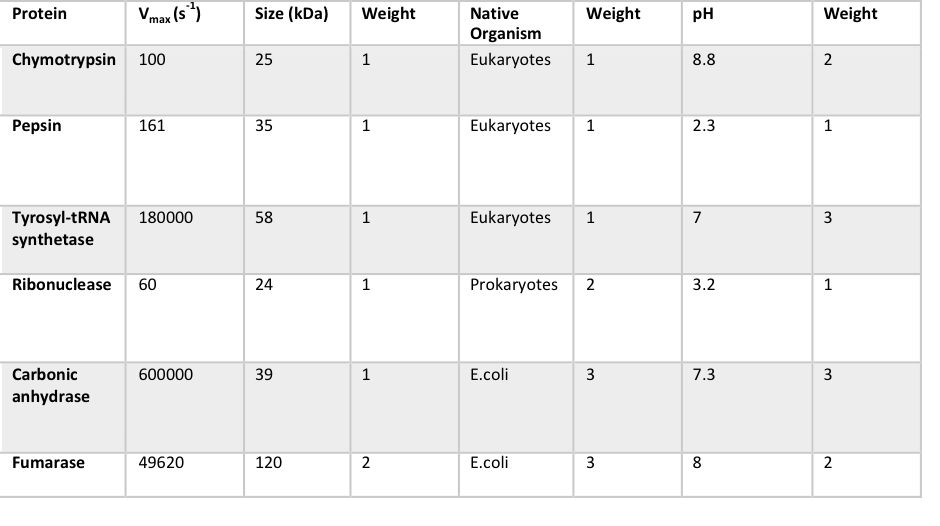 Protein Vmax (s-1) Size (kDa) Weight Native Organism Weight pH Weight
Chymotrypsin 100 25 1 Eukaryotes 1 8.8 2
Pepsin 161 35 1 Eukaryotes 1 2.3 1
Tyrosyl-tRNA synthetase 180000 58 1 Eukaryotes 1 7 3
Ribonuclease 60 24 1 Prokaryotes 2 3.2 1
Carbonic anhydrase 600000 39 1 E.coli 3 7.3 3
Fumarase 49620 120 2 E.coli 3 8 2